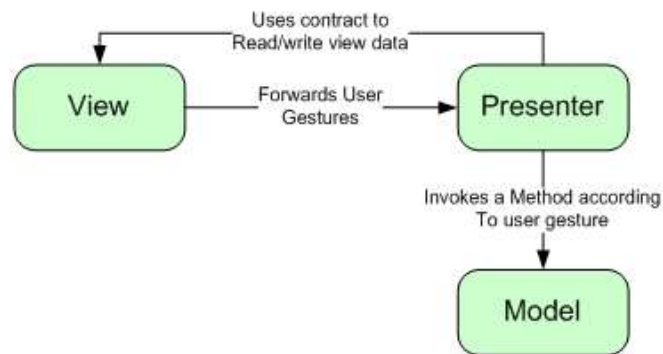 Uses contract to
Read/write view data
View
Forwards User
Gestures
Presenter
Invokes a Method according
To user gesture
Model